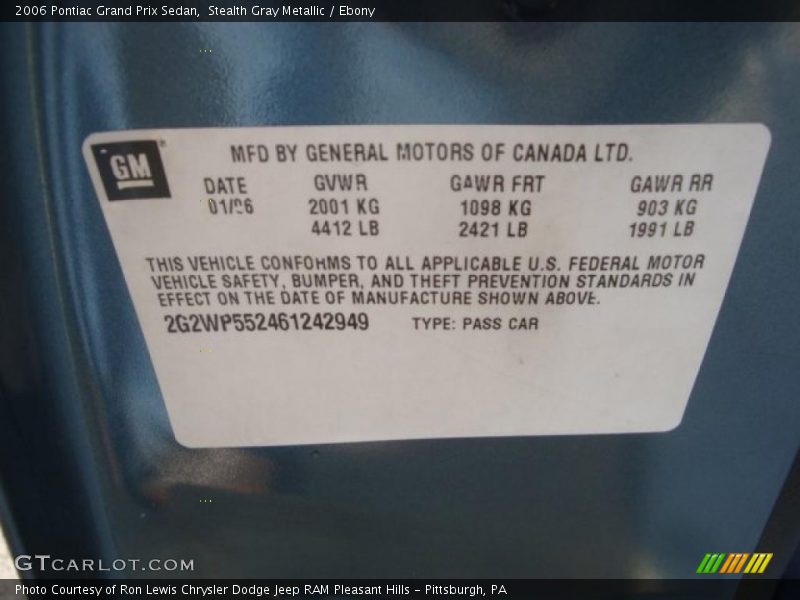 2006 Pontiac Grand Prix Sedan,  Stealth Gray Metallic / Ebony
GM
MFD BY GENERAL MOTORS OF CANADA LTD.
DATE GVWR GAWR FRT GAWR RR
01/06 2001 KG 1098 KG 903 KG
4412 LB 2421 LB 1991 LB
THIS VEHICLE CONFORMS TO ALL APPLICABLE U.S. FEDERAL MOTOR
VEHICLE SAFETY, BUMPER, AND THEFT PREVENTION STANDARDS IN
EFFECT ON THE DATE OF MANUFACTURE SHOWN ABOVE.
2G2WP552461242949 TYPE: PASS CAR
GTCARLOT.COM
Photo Courtesy of Ron Lewis Chrysler Dodge Jeep RAM Pleasant Hills - Pittsburgh, PA